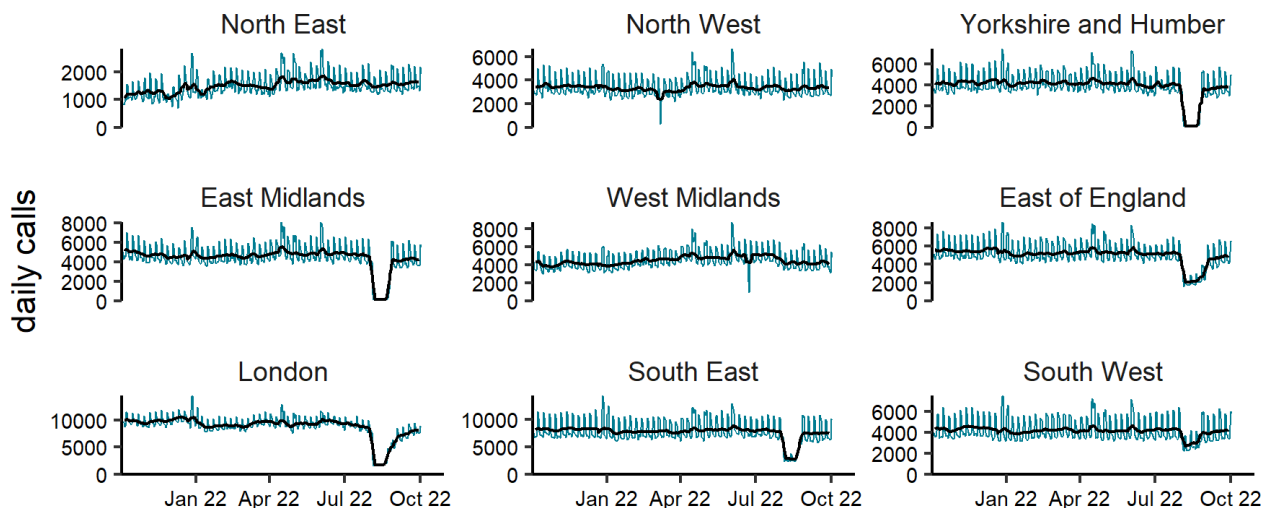 North East
North West
Yorkshire and Humber
2000
1000
0
6000
4000
2000
0
6000
4000
2000
0
daily calls
East Midlands
West Midlands
East of England
8000
6000
4000
2000
0
8000
6000
4000
2000
0
8000
6000
4000
2000
0
London
South East
South West
10000
5000
0
10000
5000
0
6000
4000
2000
0
Jan 22 Apr 22 Jul 22 Oct 22
Jan 22 Apr 22 Jul 22 Oct 22
Jan 22 Apr 22 Jul 22 Oct 22